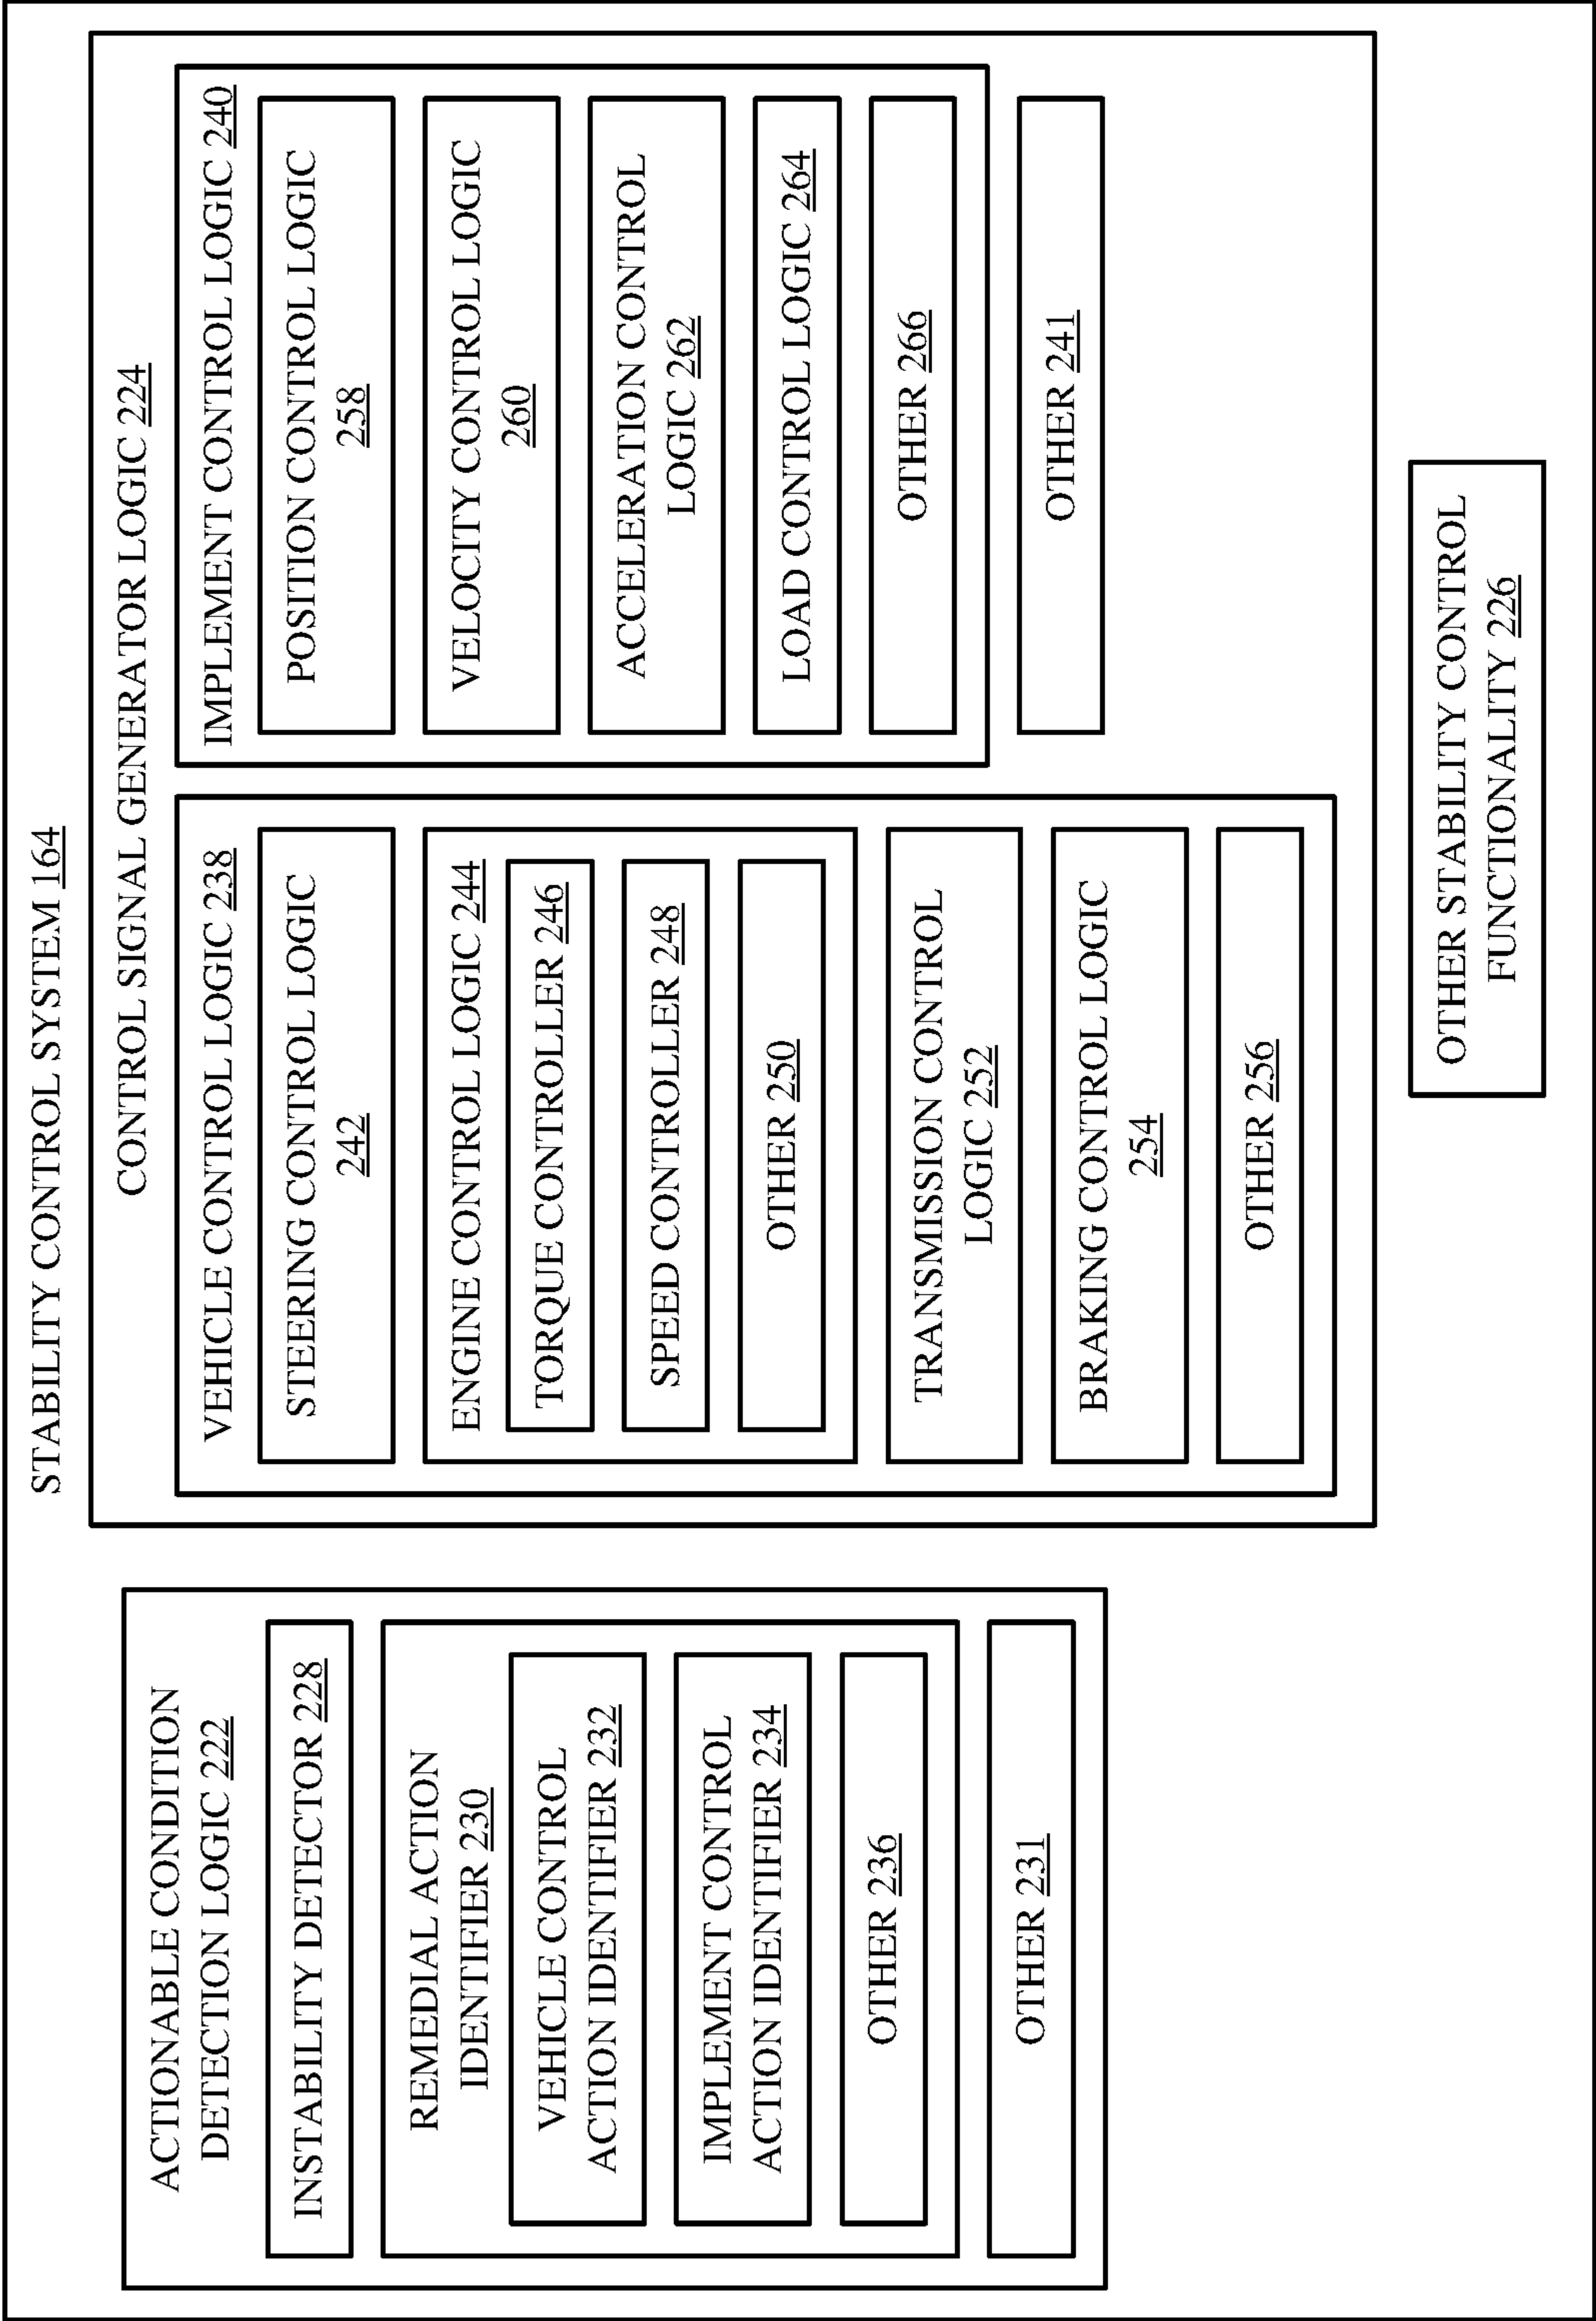 STABILITY CONTROL SYSTEM 164
ACTIONABLE CONDITION
DETECTION LOGIC 222
INSTABILITY DETECTOR 228
REMEDIAL ACTION
IDENTIFIER 230
VEHICLE CONTROL
ACTION IDENTIFIER 232
IMPLEMENT CONTROL
ACTION IDENTIFIER 234
OTHER 236
OTHER 231
CONTROL SIGNAL GENERATOR LOGIC 224
VEHICLE CONTROL LOGIC 238
STEERING CONTROL LOGIC
242
ENGINE CONTROL LOGIC 244
TORQUE CONTROLLER 246
SPEED CONTROLLER 248
OTHER 250
TRANSMISSION CONTROL
LOGIC 252
BRAKING CONTROL LOGIC
254
OTHER 256
IMPLEMENT CONTROL LOGIC 240
POSITION CONTROL LOGIC
258
VELOCITY CONTROL LOGIC
260
ACCELERATION CONTROL
LOGIC 262
LOAD CONTROL LOGIC 264
OTHER 266
OTHER 241
OTHER STABILITY CONTROL
FUNCTIONALITY 226